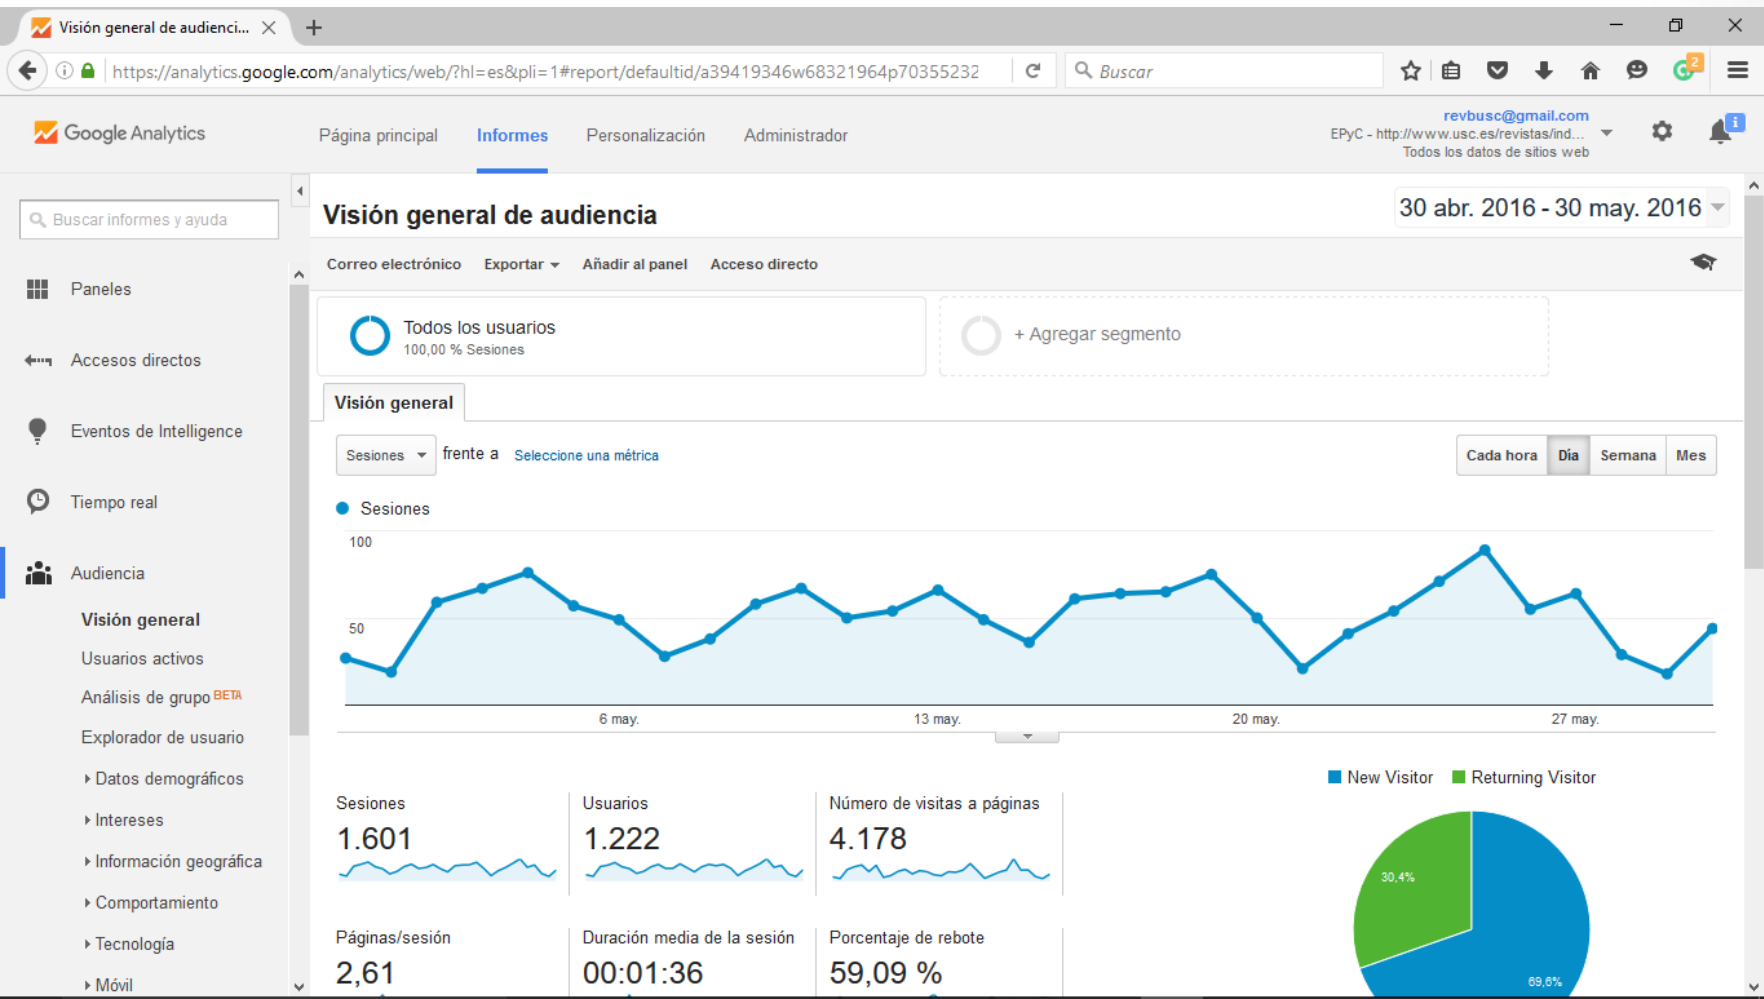 Visión general de audienci...
https://analytics.google.com/analytics/web/?hl=es&pli=1#report/defaultid/a39419346w68321964p70355232
Buscar
2
Google Analytics
Página principal
Informes
Personalización
Administrador
revbusc@gmail.com
EPyC - http://www.usc.es/revistas/ind...
Todos los datos de sitios web
i
Buscar informes y ayuda
Paneles
Accesos directos
Eventos de Intelligence
Tiempo real
Audiencia
Visión general
Usuarios activos
Análisis de grupo BETA
Explorador de usuario
Datos demográficos
Intereses
Información geográfica
Comportamiento
Tecnología
Móvil
Visión general de audiencia
30 abr. 2016 - 30 may. 2016
Correo electrónico
Exportar
Añadir al panel
Acceso directo
Todos los usuarios
100,00 % Sesiones
+ Agregar segmento
Visión general
Sesiones
frente a
Seleccione una métrica
Cada hora
Día
Semana
Mes
Sesiones
100
50
6 may.
13 may.
20 may.
27 may.
Sesiones
1.601
Usuarios
1.222
Número de visitas a páginas
4.178
Páginas/sesión
2,61
Duración media de la sesión
00:01:36
Porcentaje de rebote
59,09 %
New Visitor
Returning Visitor
30,4%
69,6%